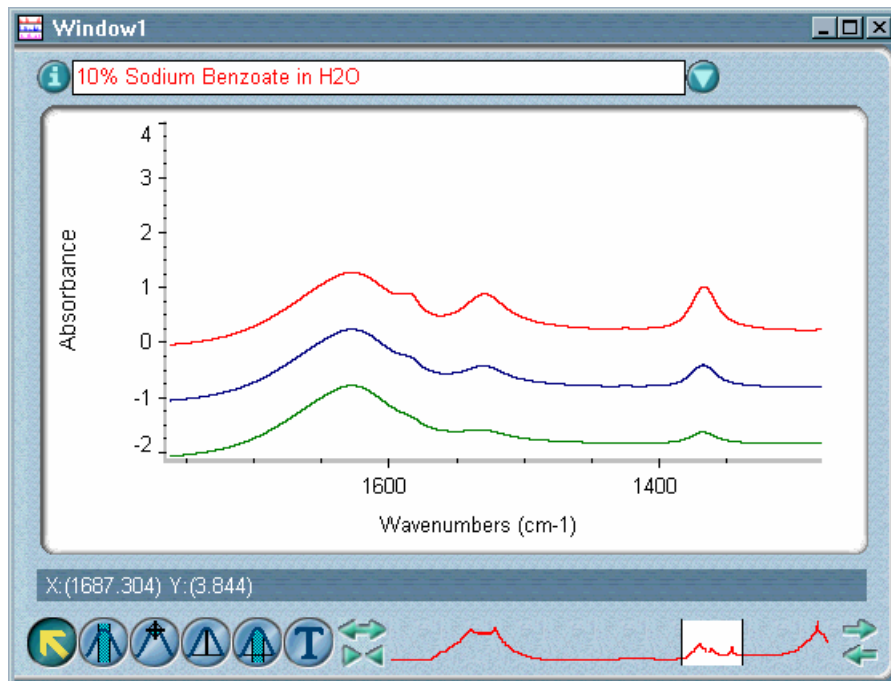 Window1
10% Sodium Benzoate in H2O
4
3
2
1
0
-1
-2
Absorbance
1600 1400
Wavenumbers (cm-1)
X:(1687.304) Y:(3.844)
T